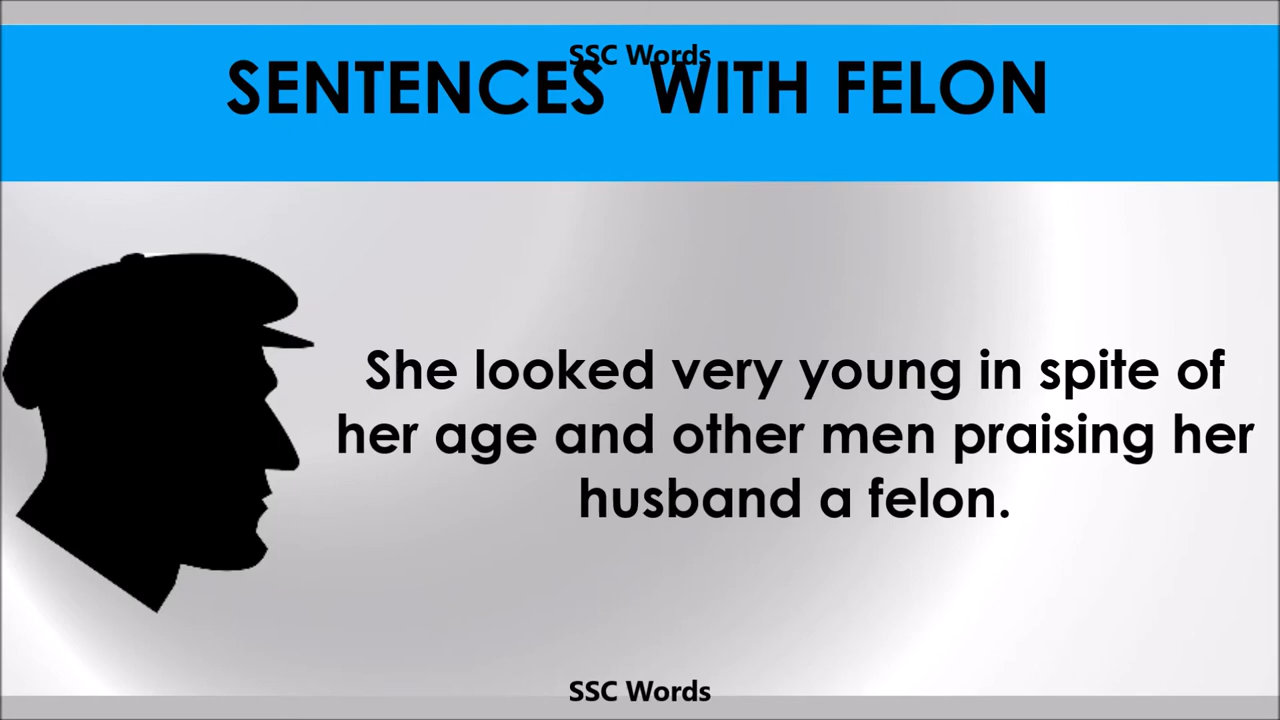 SSC Words
SENTENCES WITH FELON
She looked very young in spite of
her age and other men praising her
husband a felon.
SSC Words